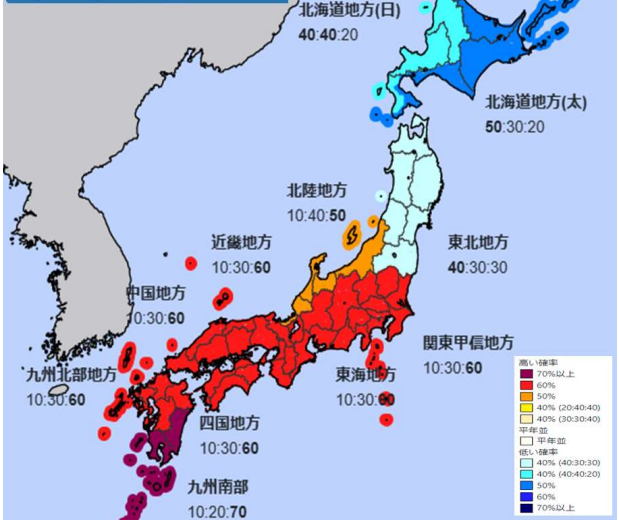 北海道地方(日)
40:40:20
北海道地方(太)
50:30:20
北陸地方
10:40:50
東北地方
40:30:30
近畿地方
10:30:60
中国地方
10:30:60
関東甲信地方
10:30:60
九州北部地方
10:30:60
東海地方
10:30:60
四国地方
10:30:60
九州南部
10:20:70
高い確率
70%以上
60%
50%
40% (20:40:40)
40% (30:30:40)
平年並
平年並
低い確率
40% (40:30:30)
40% (40:40:20)
50%
60%
70%以上